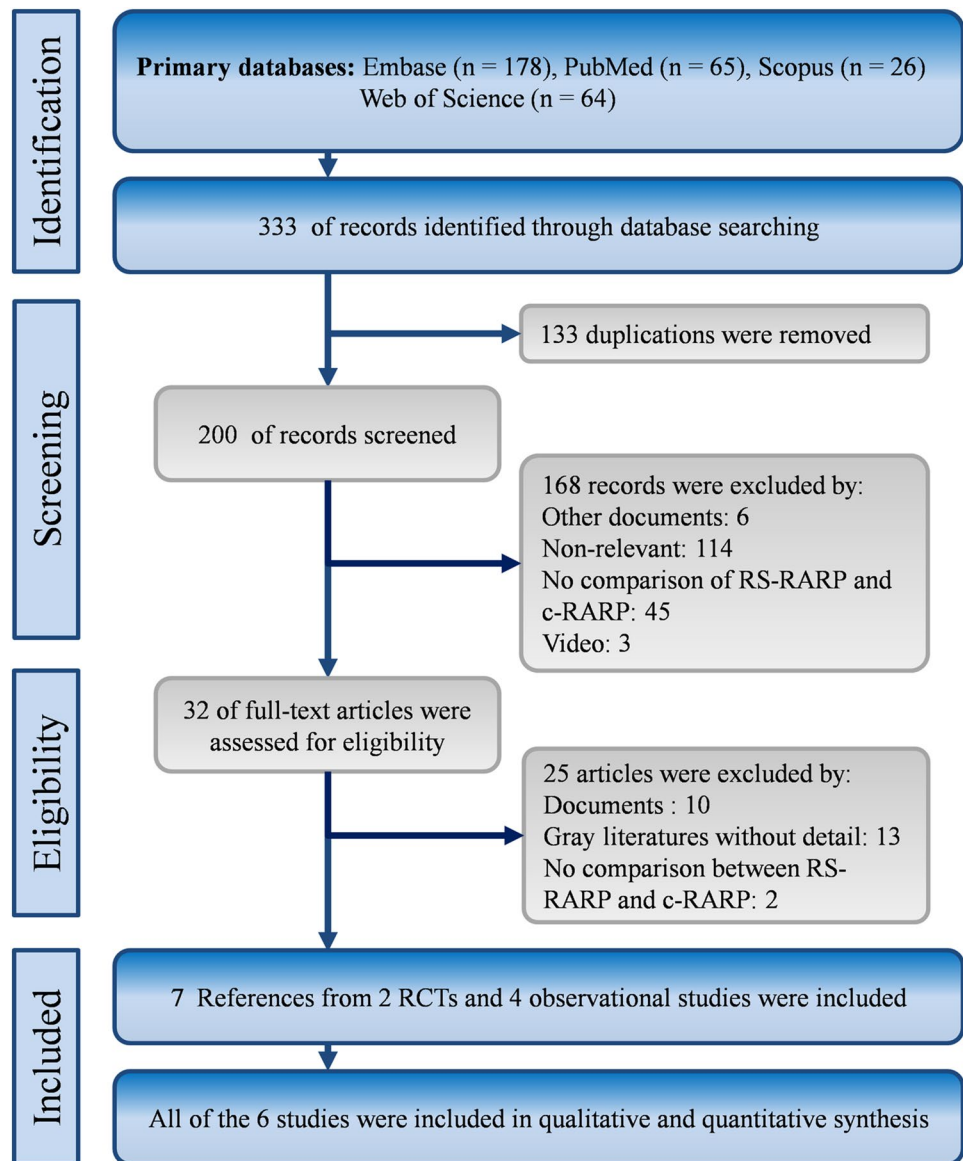 Identification
Primary databases: Embase (n = 178), PubMed (n = 65), Scopus (n = 26)
Web of Science (n = 64)
333 of records identified through database searching
Screening
133 duplications were removed
200 of records screened
168 records were excluded by:
Other documents: 6
Non-relevant: 114
No comparison of RS-RARP and
c-RARP: 45
Video: 3
Eligibility
32 of full-text articles were
assessed for eligibility
25 articles were excluded by:
Documents : 10
Gray literatures without detail: 13
No comparison between RS-
RARP and c-RARP: 2
Included
7 References from 2 RCTs and 4 observational studies were included
All of the 6 studies were included in qualitative and quantitative synthesis